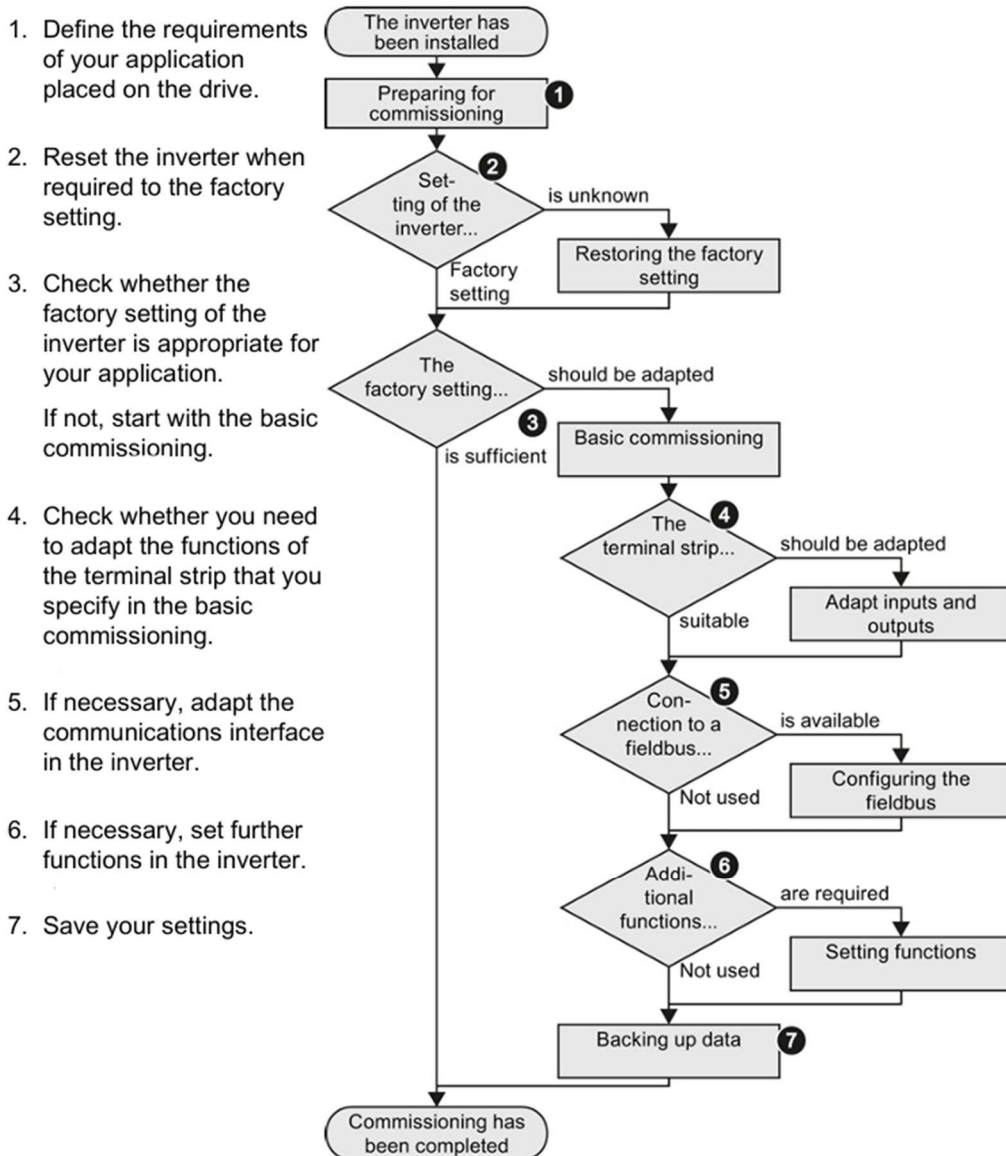 1. Define the requirements
of your application
placed on the drive.
2. Reset the inverter when
required to the factory
setting.
3. Check whether the
factory setting of the
inverter is appropriate for
your application.
If not, start with the basic
commissioning.
4. Check whether you need
to adapt the functions of
the terminal strip that you
specify in the basic
commissioning.
5. If necessary, adapt the
communications interface
in the inverter.
6. If necessary, set further
functions in the inverter.
7. Save your settings.
The inverter has
been installed
Preparing for
commissioning
1
2
Set-
ting of the
inverter...
is unknown
Restoring the factory
setting
Factory
setting
The
factory setting...
should be adapted
3
is sufficient
Basic commissioning
4
The
terminal strip...
should be adapted
Adapt inputs and
outputs
suitable
5
Con-
nection to a
fieldbus...
is available
Configuring the
fieldbus
Not used
6
Addi-
tional
functions...
are required
Setting functions
Not used
Backing up data
7
Commissioning has
been completed